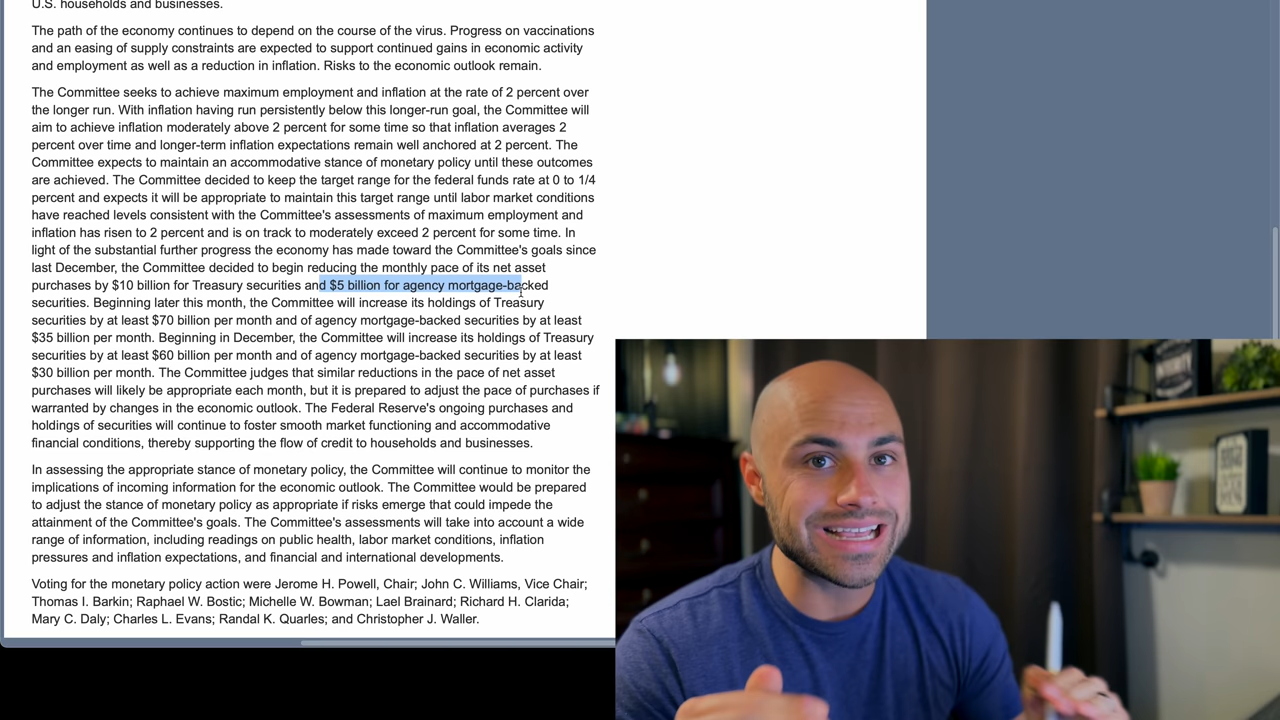 U.S. households and businesses.
The path of the economy continues to depend on the course of the virus. Progress on vaccinations
and an easing of supply constraints are expected to support continued gains in economic activity
and employment as well as a reduction in inflation. Risks to the economic outlook remain.
The Committee seeks to achieve maximum employment and inflation at the rate of 2 percent over
the longer run. With inflation having run persistently below this longer-run goal, the Committee will
aim to achieve inflation moderately above 2 percent for some time so that inflation averages 2
percent over time and longer-term inflation expectations remain well anchored at 2 percent. The
Committee expects to maintain an accommodative stance of monetary policy until these outcomes
are achieved. The Committee decided to keep the target range for the federal funds rate at 0 to 1/4
percent and expects it will be appropriate to maintain this target range until labor market conditions
have reached levels consistent with the Committee's assessments of maximum employment and
inflation has risen to 2 percent and is on track to moderately exceed 2 percent for some time. In
light of the substantial further progress the economy has made toward the Committee's goals since
last December, the Committee decided to begin reducing the monthly pace of its net asset
purchases by $10 billion for Treasury securities and $5 billion for agency mortgage-backed
securities. Beginning later this month, the Committee will increase its holdings of Treasury
securities by at least $70 billion per month and of agency mortgage-backed securities by at least
$35 billion per month. Beginning in December, the Committee will increase its holdings of Treasury
securities by at least $60 billion per month and of agency mortgage-backed securities by at least
$30 billion per month. The Committee judges that similar reductions in the pace of net asset
purchases will likely be appropriate each month, but it is prepared to adjust the pace of purchases if
warranted by changes in the economic outlook. The Federal Reserve's ongoing purchases and
holdings of securities will continue to foster smooth market functioning and accommodative
financial conditions, thereby supporting the flow of credit to households and businesses.
In assessing the appropriate stance of monetary policy, the Committee will continue to monitor the
implications of incoming information for the economic outlook. The Committee would be prepared
to adjust the stance of monetary policy as appropriate if risks emerge that could impede the
attainment of the Committee's goals. The Committee's assessments will take into account a wide
range of information, including readings on public health, labor market conditions, inflation
pressures and inflation expectations, and financial and international developments.
Voting for the monetary policy action were Jerome H. Powell, Chair; John C. Williams, Vice Chair;
Thomas I. Barkin; Raphael W. Bostic; Michelle W. Bowman; Lael Brainard; Richard H. Clarida;
Mary C. Daly; Charles L. Evans; Randal K. Quarles; and Christopher J. Waller.